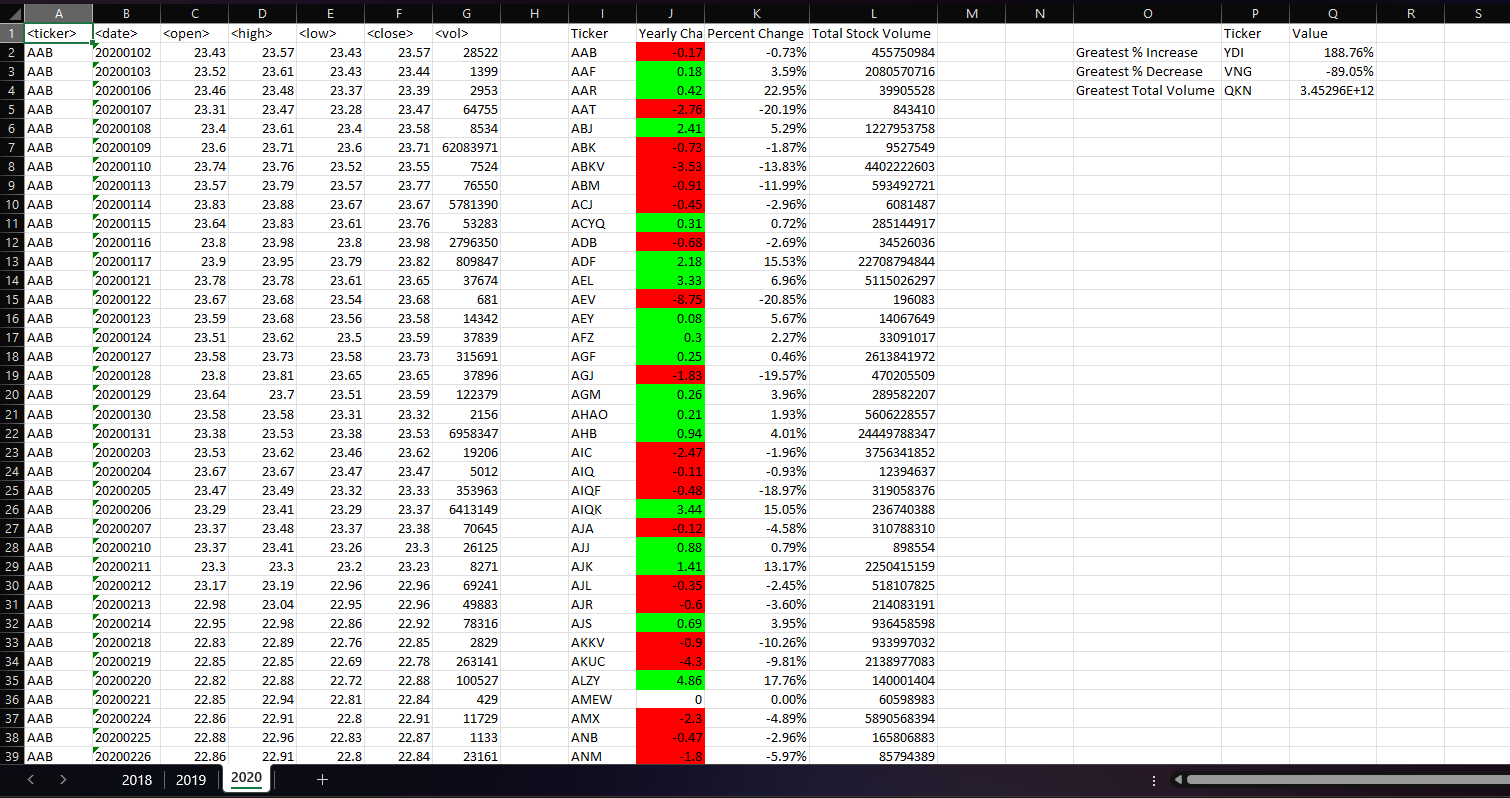 A B C D E F G H I J K L M N O P Q R S
1 <ticker> <date> <open> <high> <low> <close> <vol> Ticker Yearly Cha Percent Change Total Stock Volume Ticker Value
2 AAB 20200102 23.43 23.57 23.43 23.57 28522 AAB -0.17 -0.73% 455750984 Greatest % Increase YDI 188.76%
3 AAB 20200103 23.52 23.61 23.43 23.44 1399 AAF 0.18 3.59% 2080570716 Greatest % Decrease VNG -89.05%
4 AAB 20200106 23.46 23.48 23.37 23.39 2953 AAR 0.42 22.95% 39905528 Greatest Total Volume QKN 3.45296E+12
5 AAB 20200107 23.31 23.47 23.28 23.47 64755 AAT -2.76 -20.19% 843410
6 AAB 20200108 23.4 23.61 23.4 23.58 8534 ABJ 2.41 5.29% 1227953758
7 AAB 20200109 23.6 23.71 23.6 23.71 62083971 ABK -0.73 -1.87% 9527549
8 AAB 20200110 23.74 23.76 23.52 23.55 7524 ABKV -3.53 -13.83% 4402222603
9 AAB 20200113 23.57 23.79 23.57 23.77 76550 ABM -0.91 -11.99% 593492721
10 AAB 20200114 23.83 23.88 23.67 23.67 5781390 ACJ -0.45 -2.96% 6081487
11 AAB 20200115 23.64 23.83 23.61 23.76 53283 ACYQ 0.31 0.72% 285144917
12 AAB 20200116 23.8 23.98 23.8 23.98 2796350 ADB -0.68 -2.69% 34526036
13 AAB 20200117 23.9 23.95 23.79 23.82 809847 ADF 2.18 15.53% 22708794844
14 AAB 20200121 23.78 23.78 23.61 23.65 37674 AEL 3.33 6.96% 5115026297
15 AAB 20200122 23.67 23.68 23.54 23.68 681 AEV -8.75 -20.85% 196083
16 AAB 20200123 23.59 23.68 23.56 23.58 14342 AEY 0.08 5.67% 14067649
17 AAB 20200124 23.51 23.62 23.5 23.59 37839 AFZ 0.3 2.27% 33091017
18 AAB 20200127 23.58 23.73 23.58 23.73 315691 AGF 0.25 0.46% 2613841972
19 AAB 20200128 23.8 23.81 23.65 23.65 37896 AGJ -1.83 -19.57% 470205509
20 AAB 20200129 23.64 23.7 23.51 23.59 122379 AGM 0.26 3.96% 289582207
21 AAB 20200130 23.58 23.58 23.31 23.32 2156 AHAO 0.21 1.93% 5606228557
22 AAB 20200131 23.38 23.53 23.38 23.53 6958347 AHB 0.94 4.01% 24449788347
23 AAB 20200203 23.53 23.62 23.46 23.62 19206 AIC -2.47 -1.96% 3756341852
24 AAB 20200204 23.67 23.67 23.47 23.47 5012 AIQ -0.11 -0.93% 12394637
25 AAB 20200205 23.47 23.49 23.32 23.33 353963 AIQF -0.48 -18.97% 319058376
26 AAB 20200206 23.29 23.41 23.29 23.37 6413149 AIQK 3.44 15.05% 236740388
27 AAB 20200207 23.37 23.48 23.37 23.38 70645 AJA -0.12 -4.58% 310788310
28 AAB 20200210 23.37 23.41 23.26 23.3 26125 AJJ 0.88 0.79% 898554
29 AAB 20200211 23.3 23.3 23.2 23.23 8271 AJK 1.41 13.17% 2250415159
30 AAB 20200212 23.17 23.19 22.96 22.96 69241 AJL -0.35 -2.45% 518107825
31 AAB 20200213 22.98 23.04 22.95 22.96 49883 AJR -0.6 -3.60% 214083191
32 AAB 20200214 22.95 22.98 22.86 22.92 78316 AJS 0.69 3.95% 936458598
33 AAB 20200218 22.83 22.89 22.76 22.85 2829 AKKV -0.9 -10.26% 933997032
34 AAB 20200219 22.85 22.85 22.69 22.78 263141 AKUC -4.3 -9.81% 2138977083
35 AAB 20200220 22.82 22.88 22.72 22.88 100527 ALZY 4.86 17.76% 140001404
36 AAB 20200221 22.85 22.94 22.81 22.84 429 AMEW 0 0.00% 60598983
37 AAB 20200224 22.86 22.91 22.8 22.91 11729 AMX -2.3 -4.89% 5890568394
38 AAB 20200225 22.88 22.96 22.83 22.87 1133 ANB -0.47 -2.96% 165806883
39 AAB 20200226 22.86 22.91 22.8 22.84 23161 ANM -1.8 -5.97% 85794389
2018 2019 2020